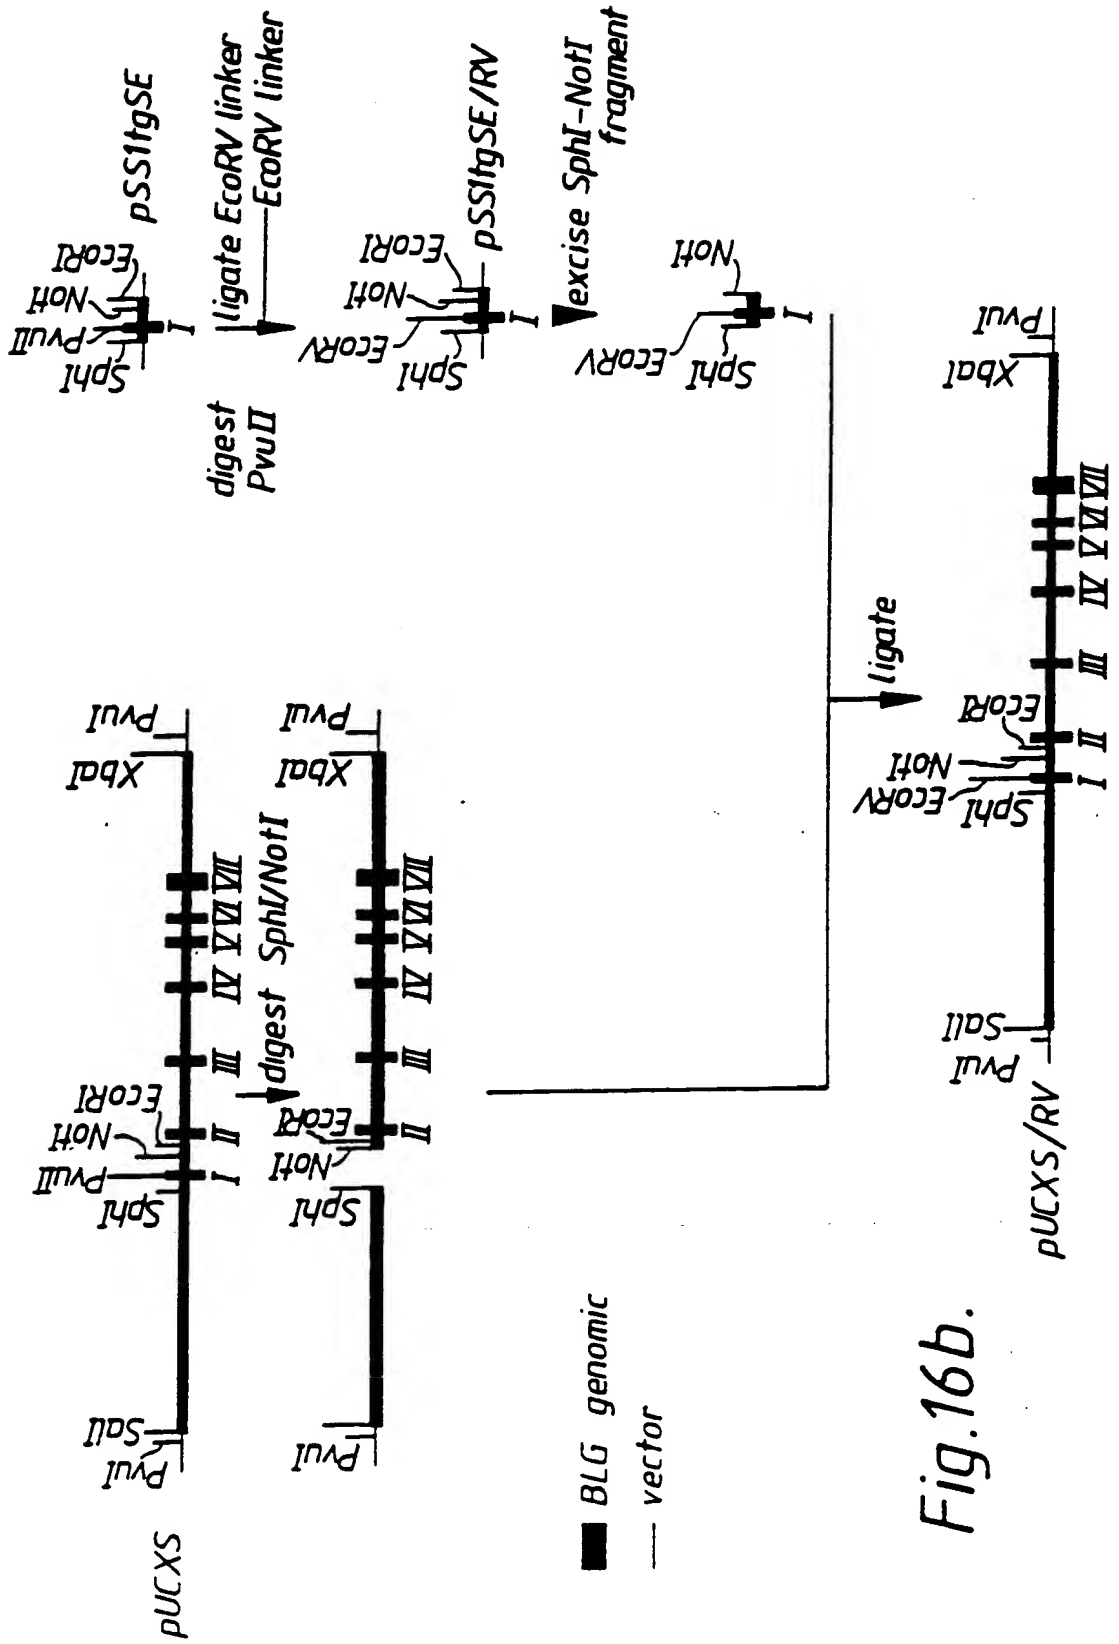 pUCXS
PvuI
SalI
SphI
PvuII
NotI
EcoRI
XbaI
PvuI
I II III IV V VI VII
digest SphI/NotI
PvuI
SphI
NotI
EcoRI
XbaI
PvuI
II III IV V VI VII
pSS1tgSE
SphI
PvuII
NotI
EcoRI
I
digest
PvuII
ligate EcoRV linker
EcoRV linker
pSS1tgSE/RV
SphI
EcoRV
NotI
EcoRI
I
excise SphI-NotI
fragment
SphI
EcoRV
NotI
I
ligate
pUCXS/RV
PvuI
SalI
SphI
EcoRV
NotI
EcoRI
XbaI
PvuI
I II III IV V VI VII
BLG genomic
vector
Fig.16b.